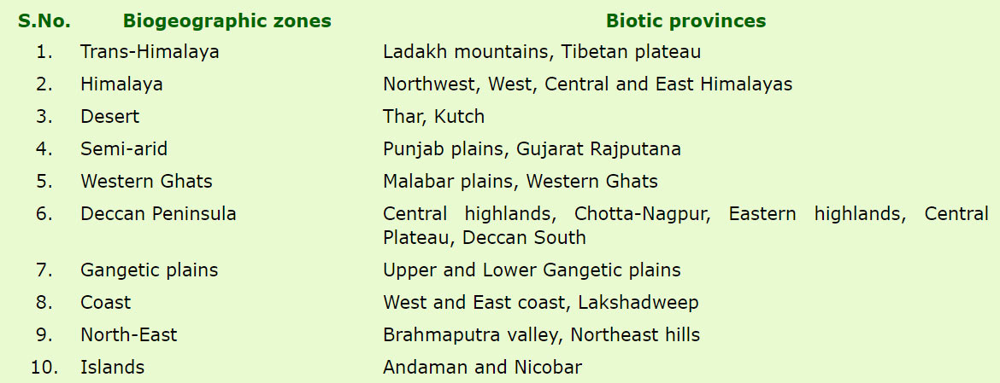 S.No. Biogeographic zones Biotic provinces
1. Trans-Himalaya Ladakh mountains, Tibetan plateau
2. Himalaya Northwest, West, Central and East Himalayas
3. Desert Thar, Kutch
4. Semi-arid Punjab plains, Gujarat Rajputana
5. Western Ghats Malabar plains, Western Ghats
6. Deccan Peninsula Central highlands, Chotta-Nagpur, Eastern highlands, Central
Plateau, Deccan South
7. Gangetic plains Upper and Lower Gangetic plains
8. Coast West and East coast, Lakshadweep
9. North-East Brahmaputra valley, Northeast hills
10. Islands Andaman and Nicobar